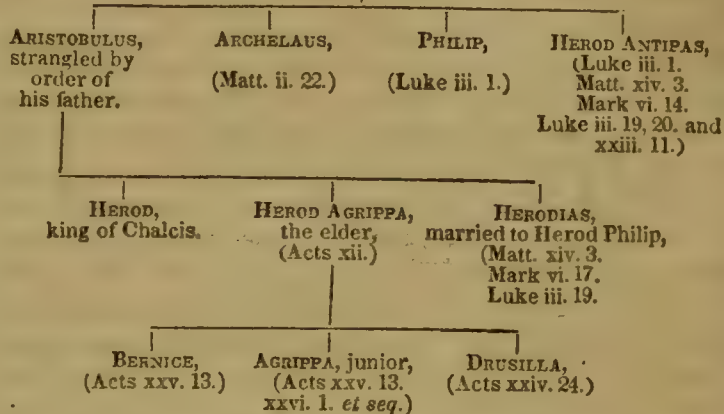 ARISTOBULUS,
strangled by
order of
his father.
ARCHELAUS,
(Matt. ii. 22.)
PHILIP,
(Luke iii. 1.)
HEROD ANTIPAS,
(Luke iii. 1.
Matt. xiv. 3.
Mark vi. 14.
Luke iii. 19, 20. and
xxiii. 11.)
HEROD,
king of Chalcis.
HEROD AGRIPPA,
the elder,
(Acts xii.)
HERODIAS,
married to Herod Philip,
(Matt. xiv. 3.
Mark vi. 17.
Luke iii. 19.
BERNICE,
(Acts xxv. 13.)
AGRIPPA, junior,
(Acts xxv. 13.
xxvi. 1. et seq.)
DRUSILLA,
(Acts xxiv. 24.)